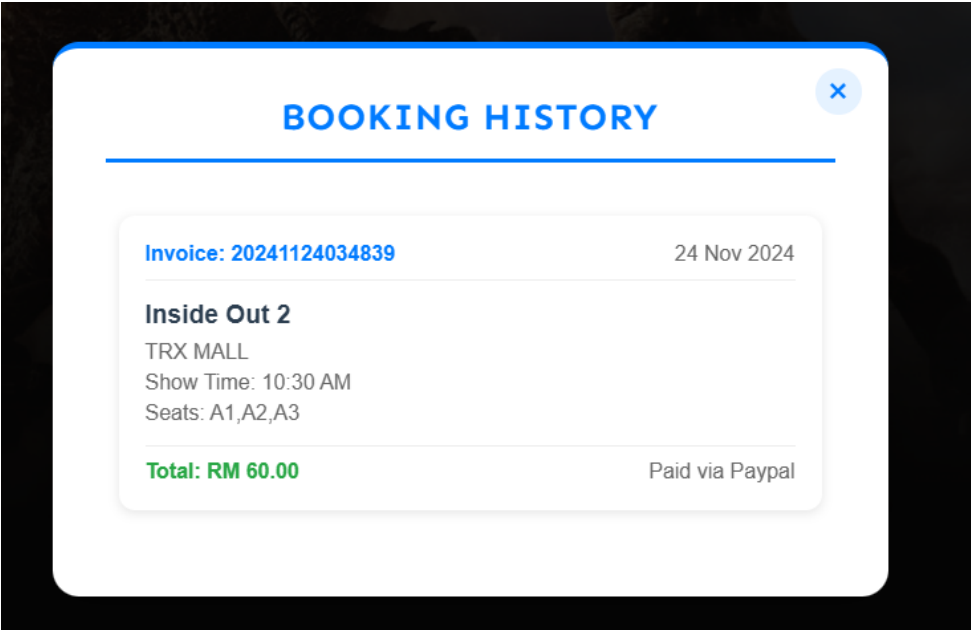 BOOKING HISTORY
Invoice: 20241124034839
24 Nov 2024
Inside Out 2
TRX MALL
Show Time: 10:30 AM
Seats: A1,A2,A3
Total: RM 60.00
Paid via Paypal